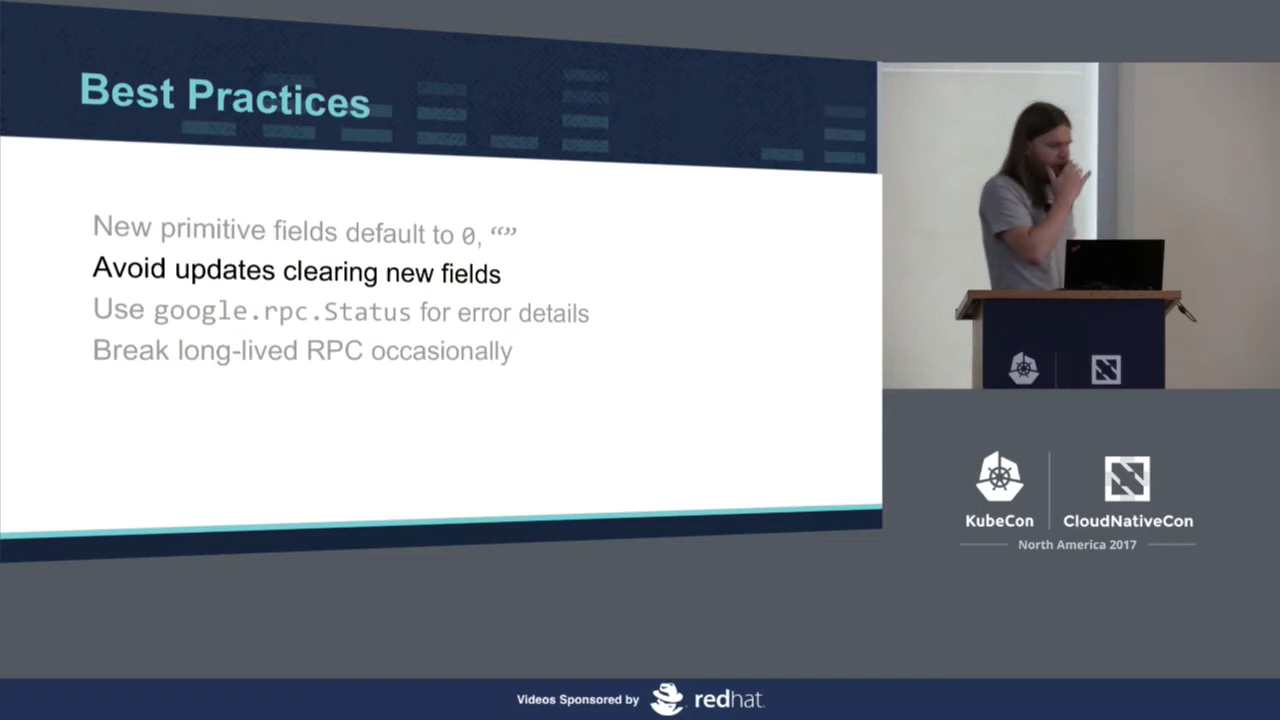 Best Practices
New primitive fields default to 0, “”
Avoid updates clearing new fields
Use google.rpc.Status for error details
Break long-lived RPC occasionally
KubeCon
CloudNativeCon
North America 2017
Videos Sponsored by redhat.